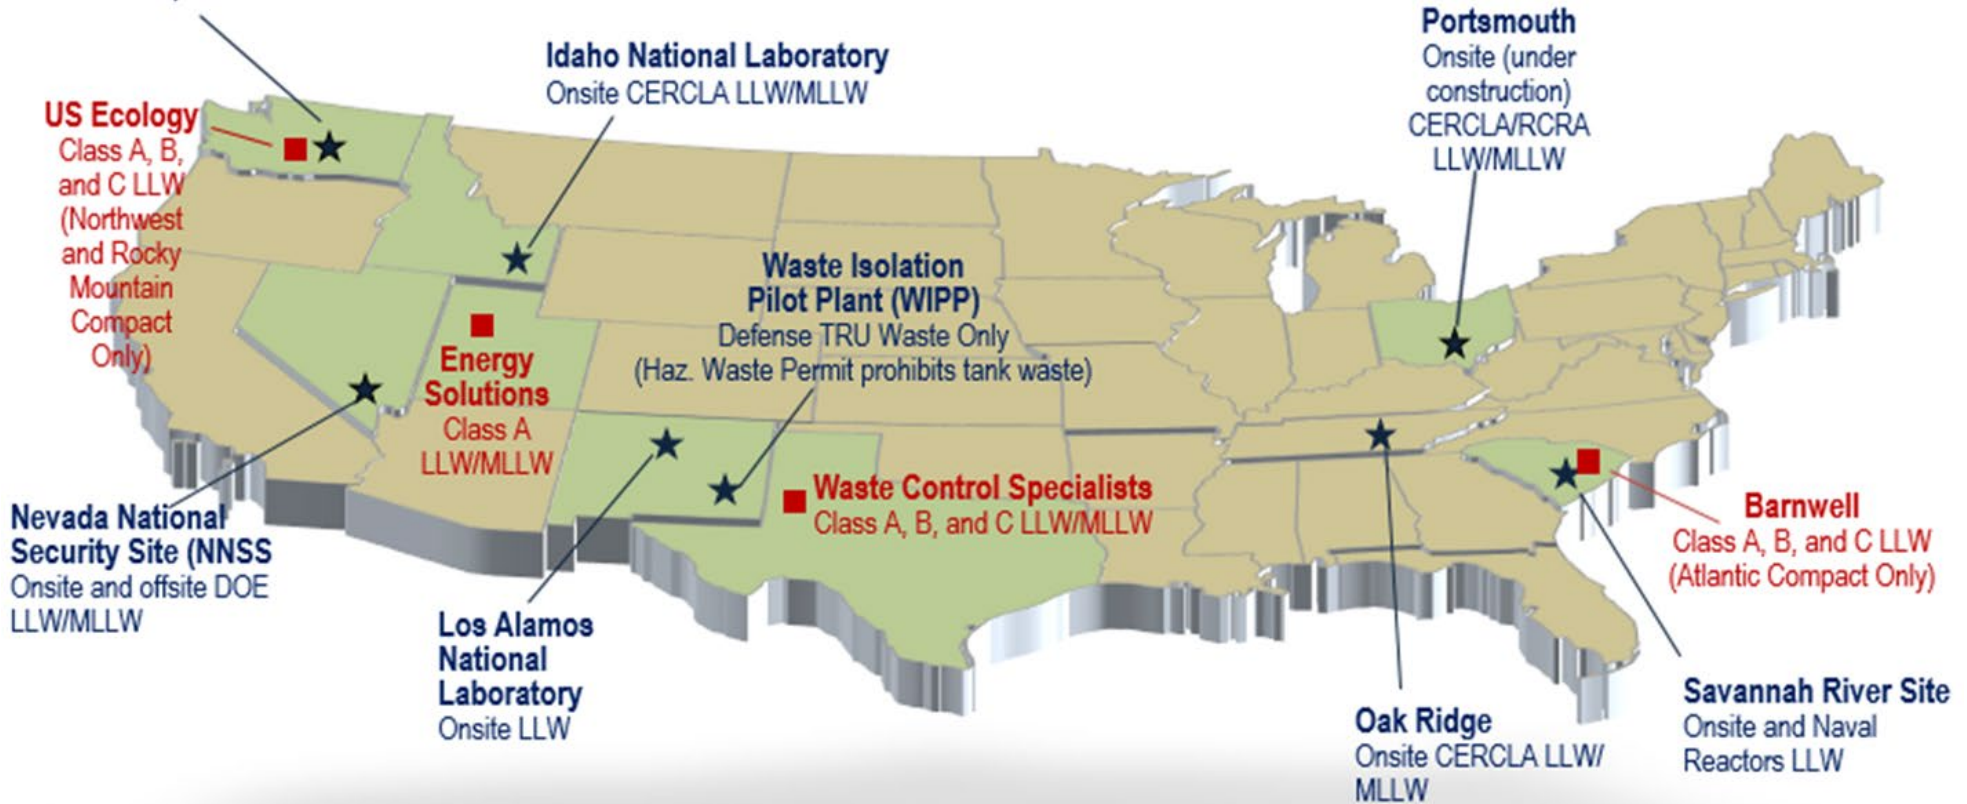 Idaho National Laboratory
Onsite CERCLA LLW/MLLW
Portsmouth
Onsite (under
construction)
CERCLA/RCRA
LLW/MLLW
US Ecology
Class A, B,
and C LLW
(Northwest
and Rocky
Mountain
Compact
Only)
Waste Isolation
Pilot Plant (WIPP)
Defense TRU Waste Only
(Haz. Waste Permit prohibits tank waste)
Energy
Solutions
Class A
LLW/MLLW
Waste Control Specialists
Class A, B, and C LLW/MLLW
Nevada National
Security Site (NNSS
Onsite and offsite DOE
LLW/MLLW
Los Alamos
National
Laboratory
Onsite LLW
Barnwell
Class A, B, and C LLW
(Atlantic Compact Only)
Oak Ridge
Onsite CERCLA LLW/
MLLW
Savannah River Site
Onsite and Naval
Reactors LLW